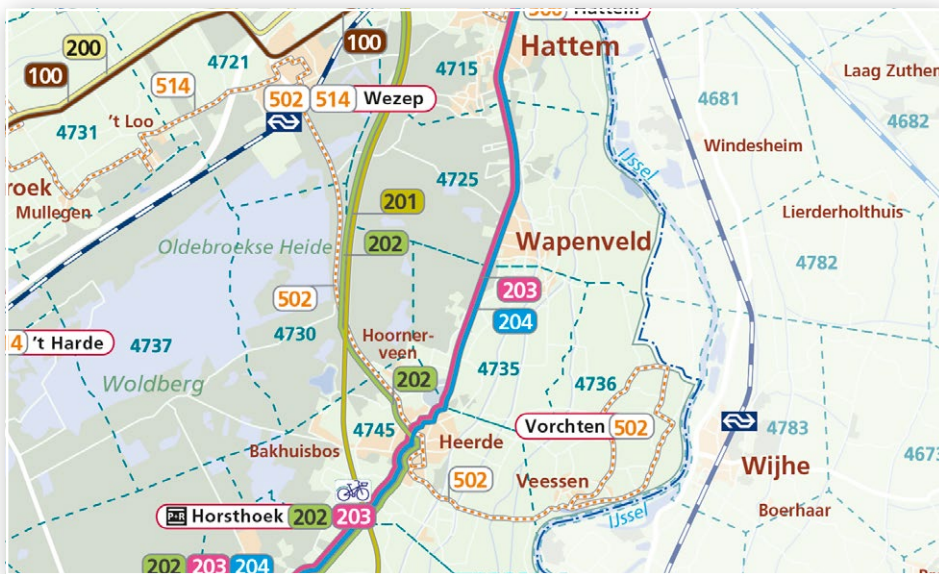 Hattem
200
100
100
4721
4715
Hattem
Laag Zuthem
514
502 514 Wezep
4681
't Loo
4731
4682
Windesheim
IJssel
4725
roek
Mullegen
201
Lierderholthuis
Wapenveld
Oldebroekse Heide
202
4782
203
502
204
4730
4 't Harde
4737
Hoorner-
veen
4735
4736
Woldberg
202
Vorchten 502
4745
4783
Bakhuisbos
Heerde
4673
Wijhe
502
Veessen
Boerhaar
P+R Horsthoek 202 203
IJssel
202 203 204